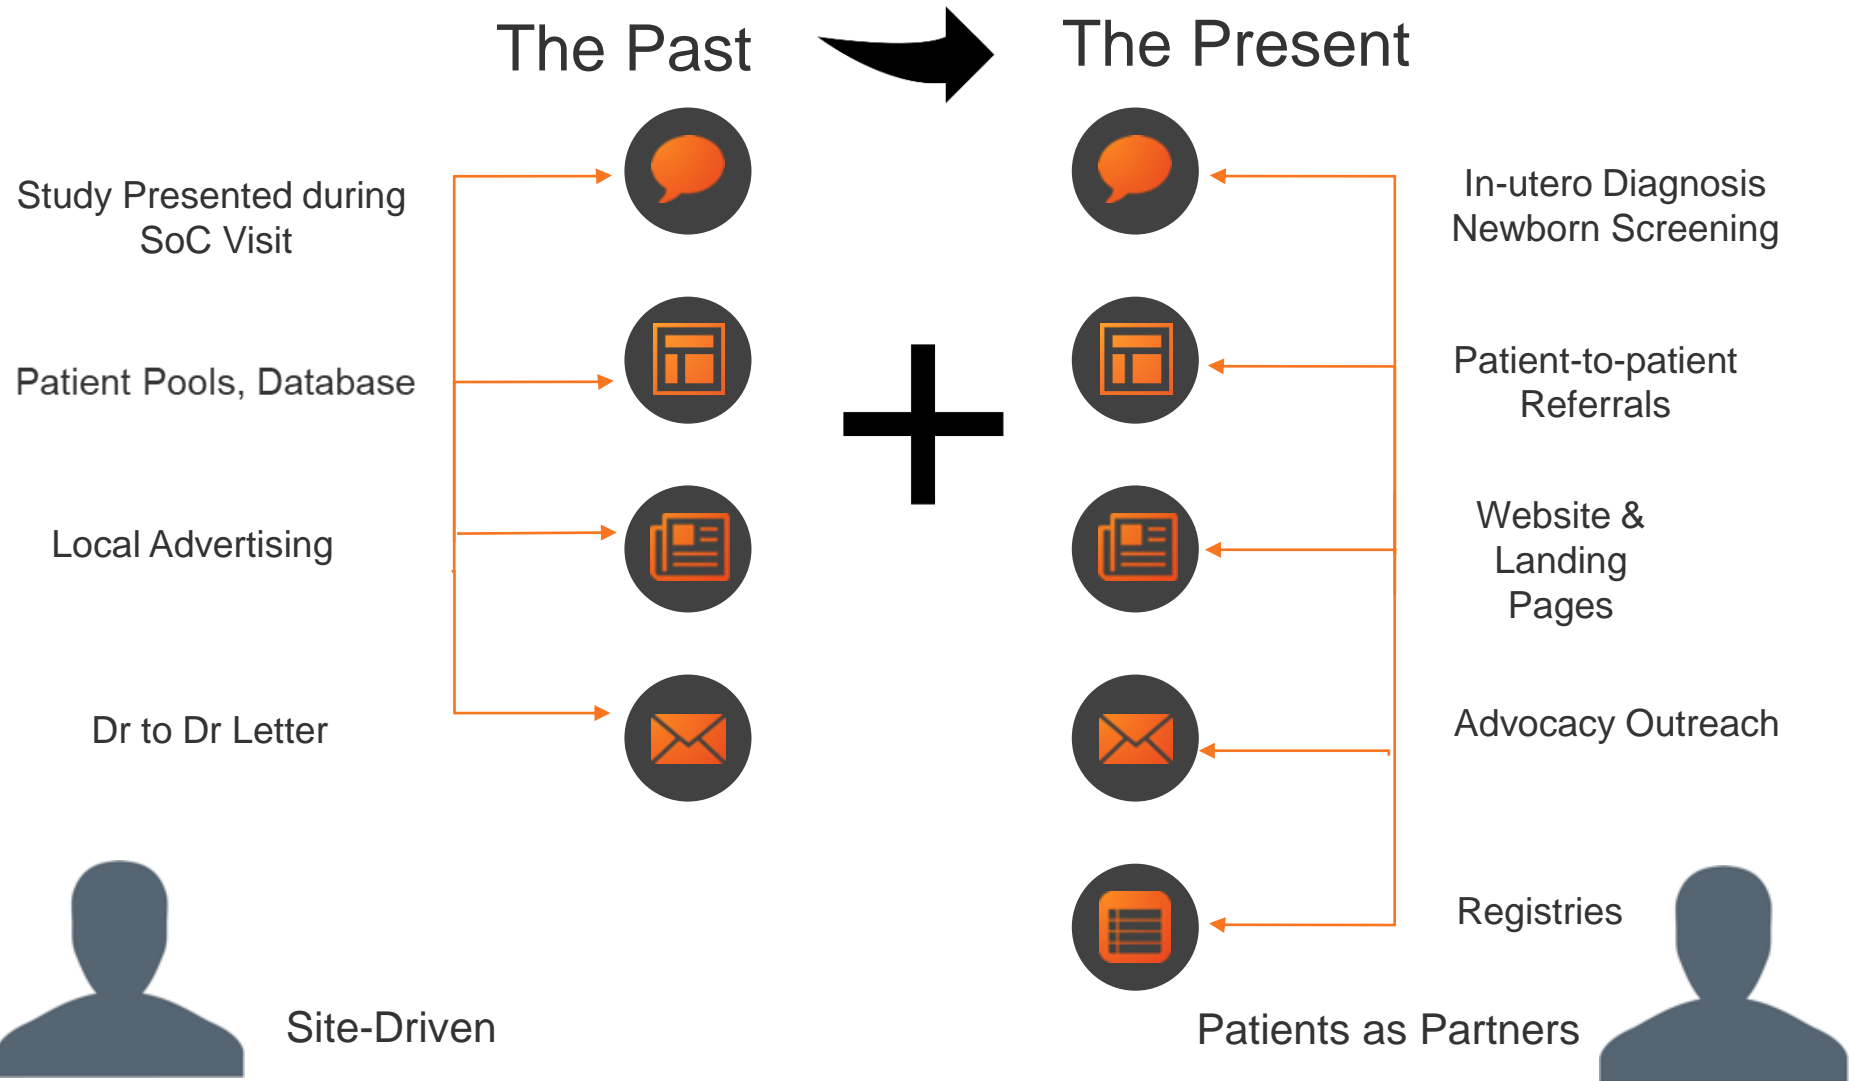 The Past
The Present
Study Presented during
SoC Visit
Patient Pools, Database
Local Advertising
Dr to Dr Letter
Site-Driven
In-utero Diagnosis
Newborn Screening
Patient-to-patient
Referrals
Website &
Landing
Pages
Advocacy Outreach
Registries
Patients as Partners